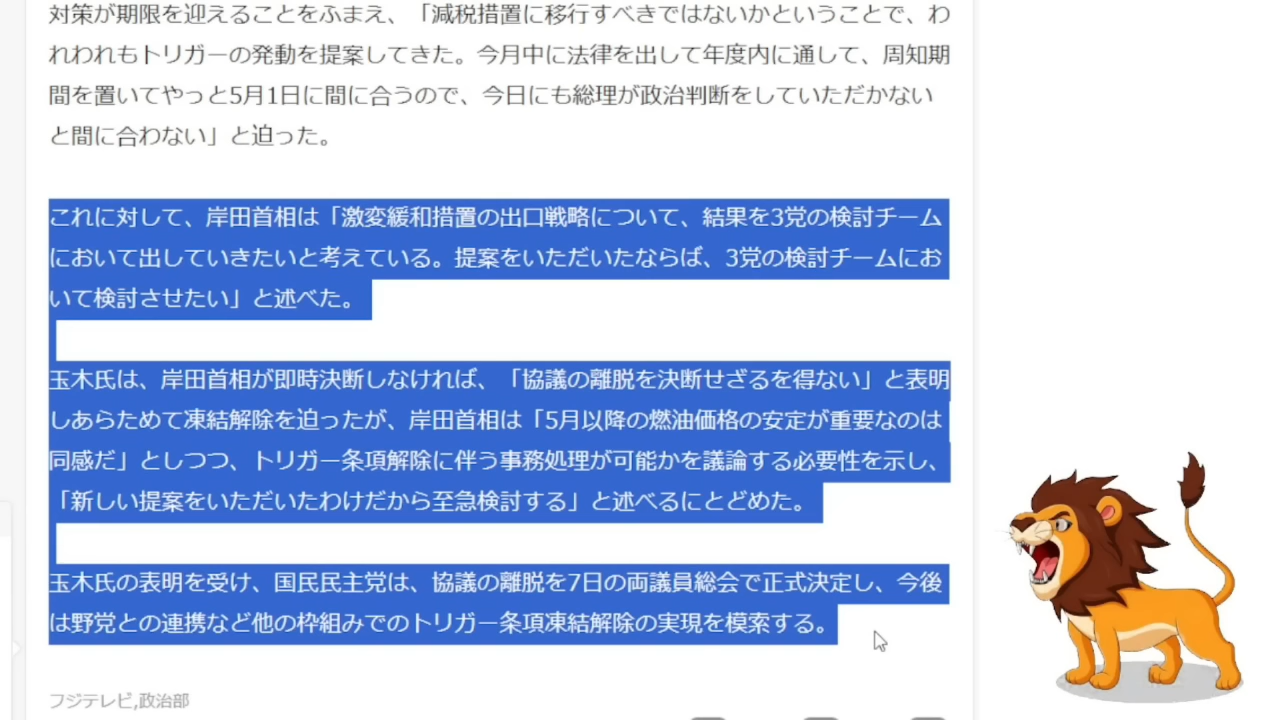 対策が期限を迎えることをふまえ、「減税措置に移行すべきではないかということで、わ
れわれもトリガーの発動を提案してきた。今月中に法律を出して年度内に通して、周知期
間を置いてやっと5月1日に間に合うので、今日にも総理が政治判断をしていただかない
と間に合わない」と迫った。
これに対して、岸田首相は「激変緩和措置の出口戦略について、結果を3党の検討チーム
において出していきたいと考えている。提案をいただいたならば、3党の検討チームにお
いて検討させたい」と述べた。
玉木氏は、岸田首相が即時決断しなければ、「協議の離脱を決断せざるを得ない」と表明
しあらためて凍結解除を迫ったが、岸田首相は「5月以降の燃油価格の安定が重要なのは
同感だ」としつつ、トリガー条項解除に伴う事務処理が可能かを議論する必要性を示し、
「新しい提案をいただいたわけだから至急検討する」と述べるにとどめた。
玉木氏の表明を受け、国民民主党は、協議の離脱を7日の両議員総会で正式決定し、今後
は野党との連携など他の枠組みでのトリガー条項凍結解除の実現を模索する。
フジテレビ,政治部